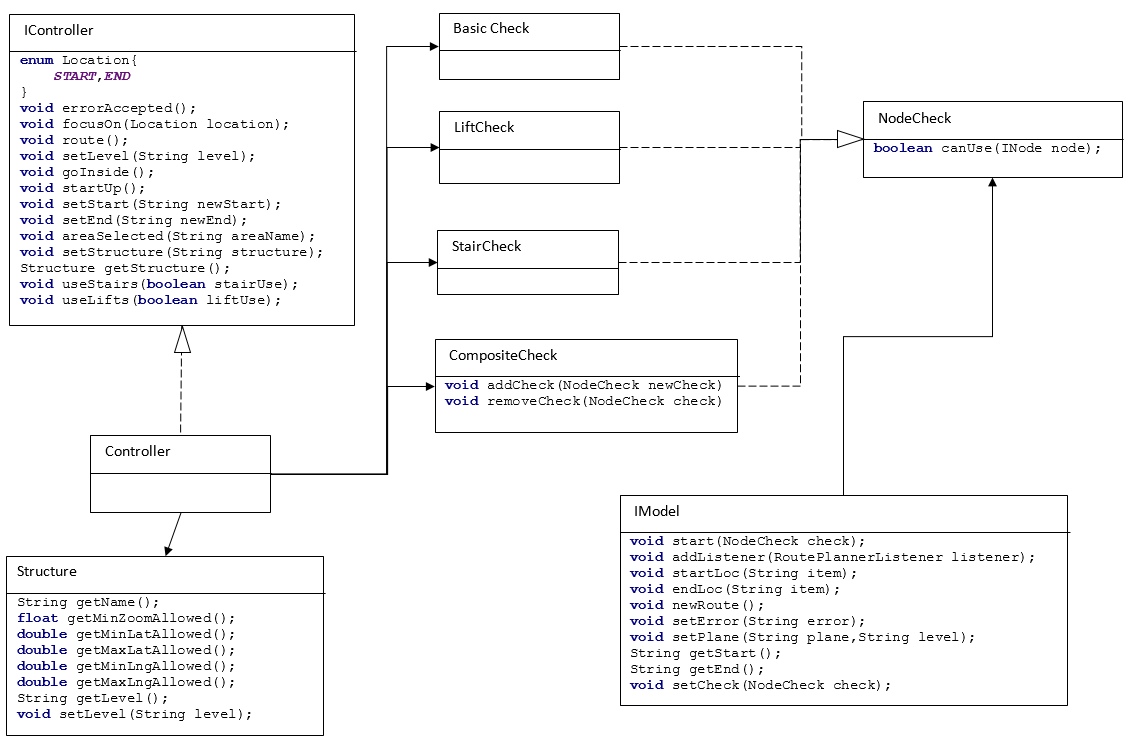 IController
enum Location{
START,END
}
void errorAccepted();
void focusOn(Location location);
void route();
void setLevel(String level);
void goInside();
void startUp();
void setStart(String newStart);
void setEnd(String newEnd);
void areaSelected(String areaName);
void setStructure(String structure);
Structure getStructure();
void useStairs(boolean stairUse);
void useLifts(boolean liftUse);
Basic Check
LiftCheck
StairCheck
CompositeCheck
void addCheck(NodeCheck newCheck)
void removeCheck(NodeCheck check)
NodeCheck
boolean canUse(INode node);
Controller
Structure
String getName();
float getMinZoomAllowed();
double getMinLatAllowed();
double getMaxLatAllowed();
double getMinLngAllowed();
double getMaxLngAllowed();
String getLevel();
void setLevel(String level);
IModel
void start(NodeCheck check);
void addListener(RoutePlannerListener listener);
void startLoc(String item);
void endLoc(String item);
void newRoute();
void setError(String error);
void setPlane(String plane,String level);
String getStart();
String getEnd();
void setCheck(NodeCheck check);